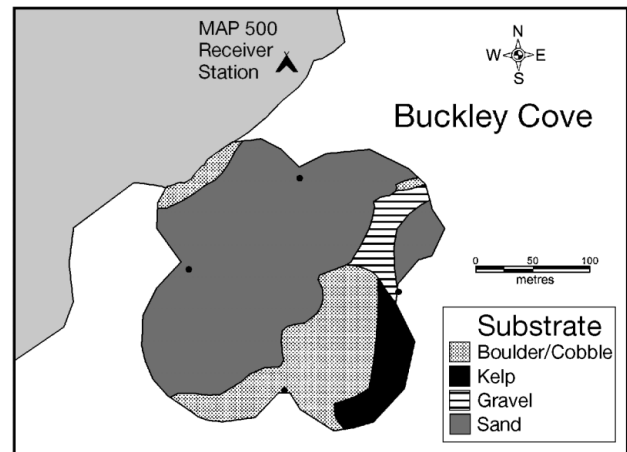 MAP 500
Receiver
Station
N
W E
S
Buckley Cove
0 50 100
metres
Substrate
Boulder/Cobble
Kelp
Gravel
Sand